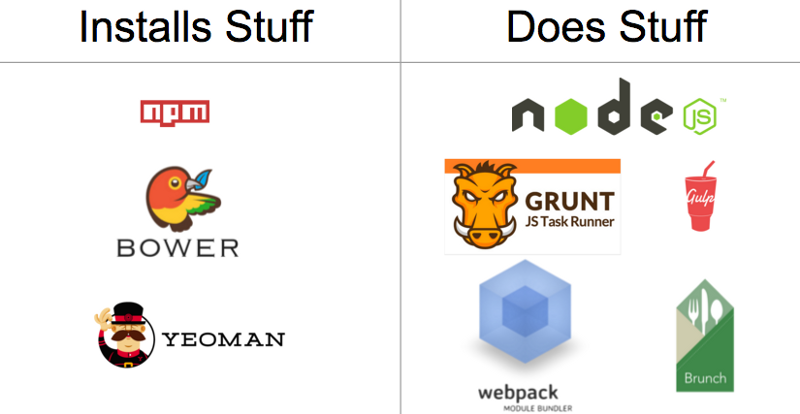 Installs Stuff
Does Stuff
npm
node
JS
TM
BOWER
GRUNT
JS Task Runner
Gulp
YEOMAN
webpack
MODULE BUNDLER
Brunch